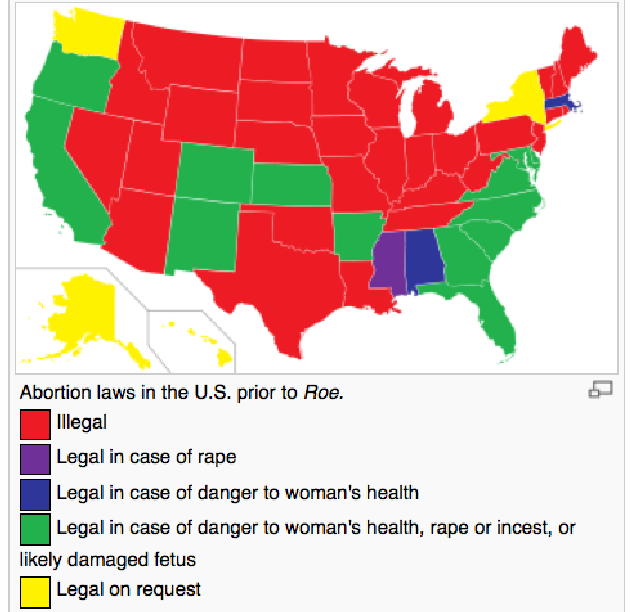 Abortion laws in the U.S. prior to Roe.
Illegal
Legal in case of rape
Legal in case of danger to woman's health
Legal in case of danger to woman's health, rape or incest, or
likely damaged fetus
Legal on request